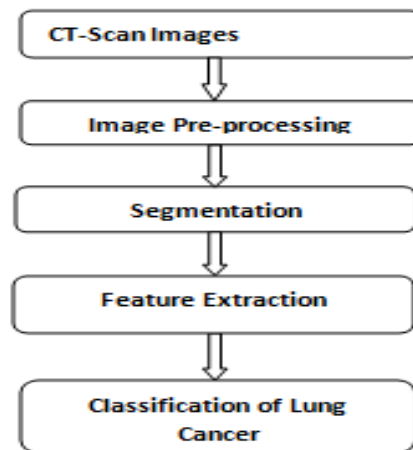 CT-Scan Images
Image Pre-processing
Segmentation
Feature Extraction
Classification of Lung
Cancer